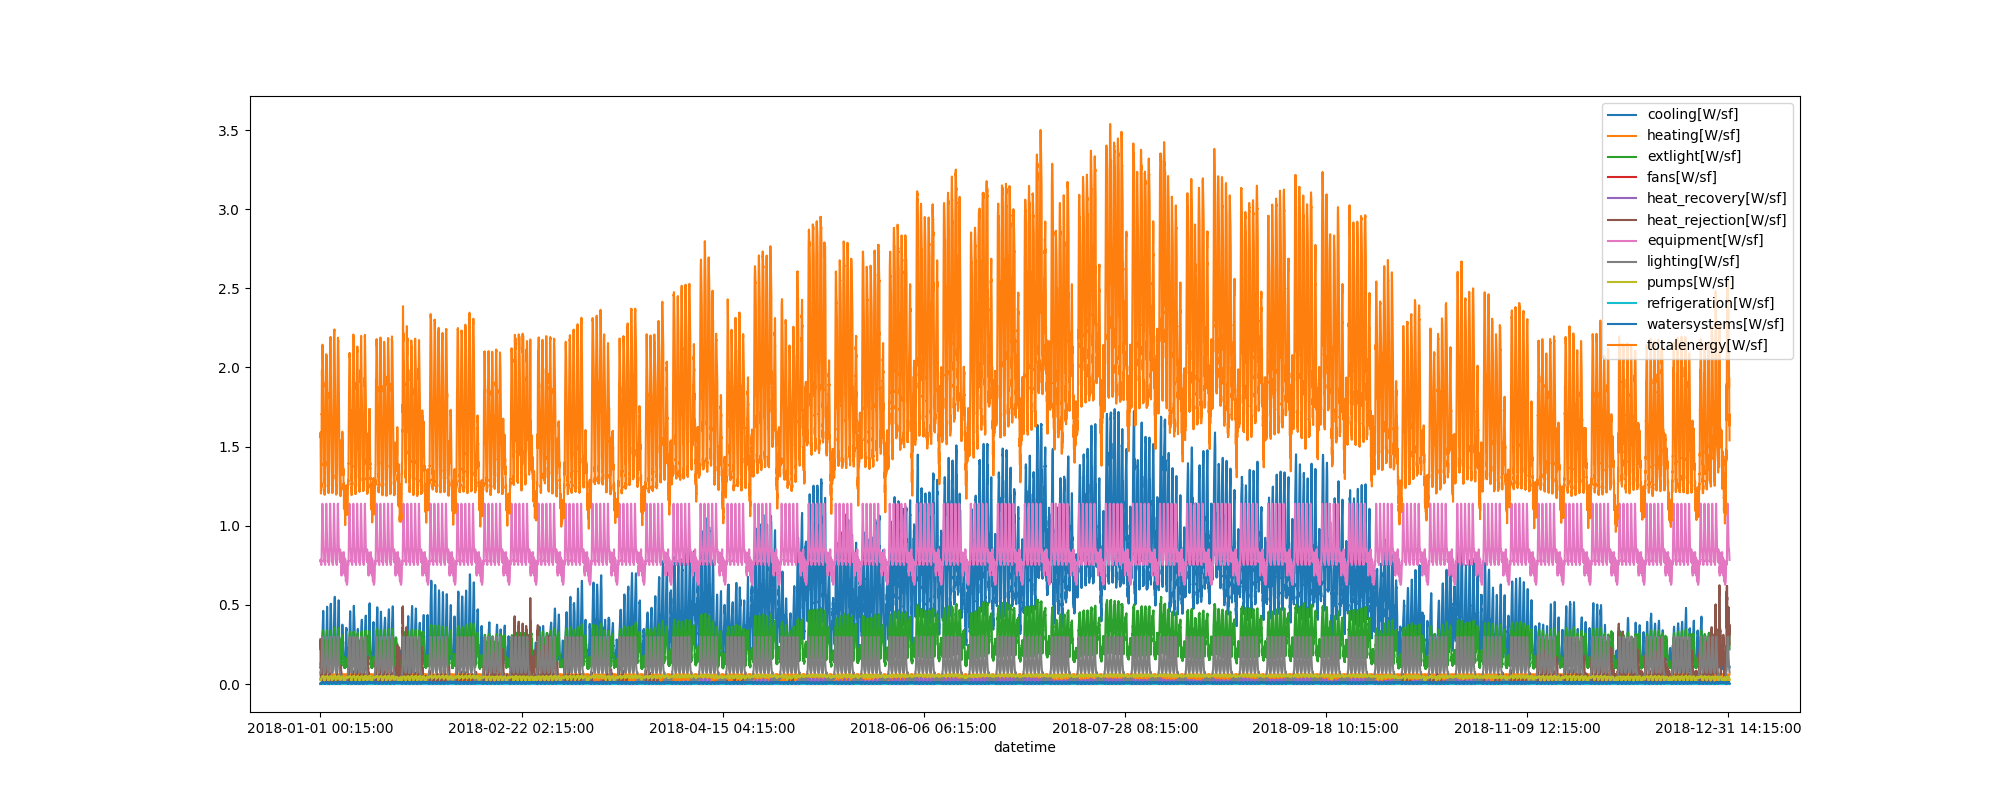 3.5
3.0
2.5
2.0
1.5
1.0
0.5
0.0
cooling[W/sf]
heating[W/sf]
extlight[W/sf]
fans[W/sf]
heat_recovery[W/sf]
heat_rejection[W/sf]
equipment[W/sf]
lighting[W/sf]
pumps[W/sf]
refrigeration[W/sf]
watersystems[W/sf]
totalenergy[W/sf]
2018-01-01 00:15:00 2018-02-22 02:15:00 2018-04-15 04:15:00 2018-06-06 06:15:00 2018-07-28 08:15:00 2018-09-18 10:15:00 2018-11-09 12:15:00 2018-12-31 14:15:00
datetime